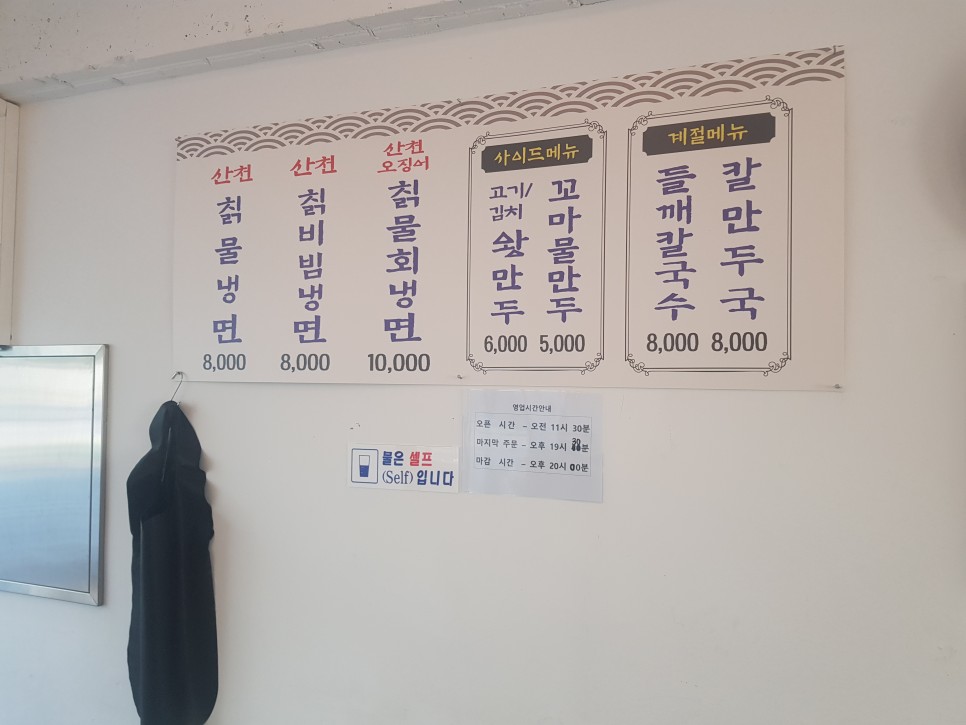 산천
칡물냉면
8,000
산천
칡비빔냉면
8,000
산천
오징어
칡물회냉면
10,000
사이드메뉴
고기/
김치
왕만두
6,000
꼬마물만두
5,000
계절메뉴
들깨칼국수
8,000
칼만두국
8,000
물은 셀프
(Self) 입니다
영업시간안내
오픈 시간 - 오전 11시 30분
마지막 주문 - 오후 19시 30분
마감 시간 - 오후 20시 00분